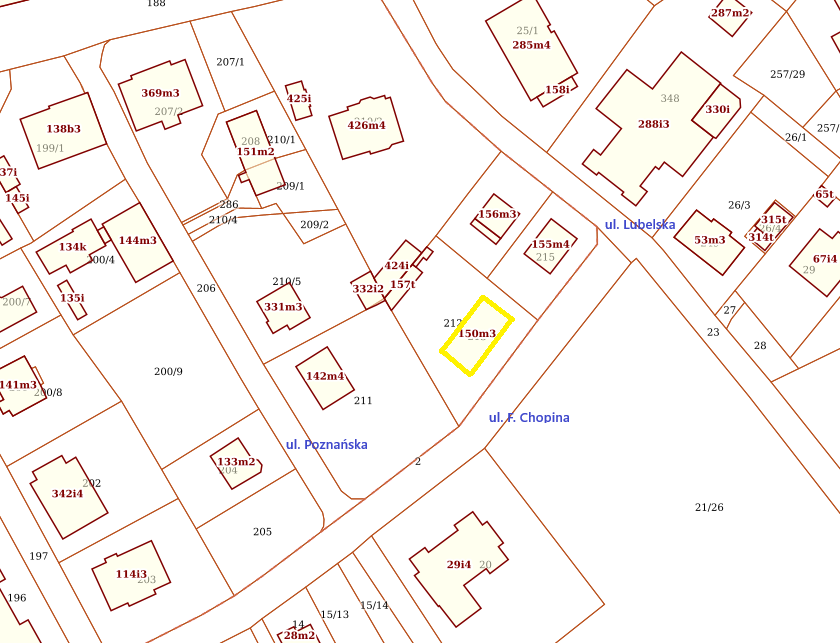 188
287m2
25/1
285m4
207/1
257/29
158i
369m3
207/2
425i
348
330i
288i3
426m4
257/
138b3
199/1
208
210/1
151m2
26/1
37i
209/1
145i
65t
286
26/3
210/4
156m3
315t
209/2
ul. Lubelska
26/4
314t
144m3
155m4
53m3
134k
200/4
215
424i
67i4
29
210/5
157t
206
332i2
135i
200/7
331m3
27
212
150m3
23
28
200/9
142m4
141m3
200/8
211
ul. F. Chopina
ul. Poznańska
133m2
204
2
202
342i4
21/26
205
197
29i4
20
114i3
203
196
15/14
15/13
14
28m2